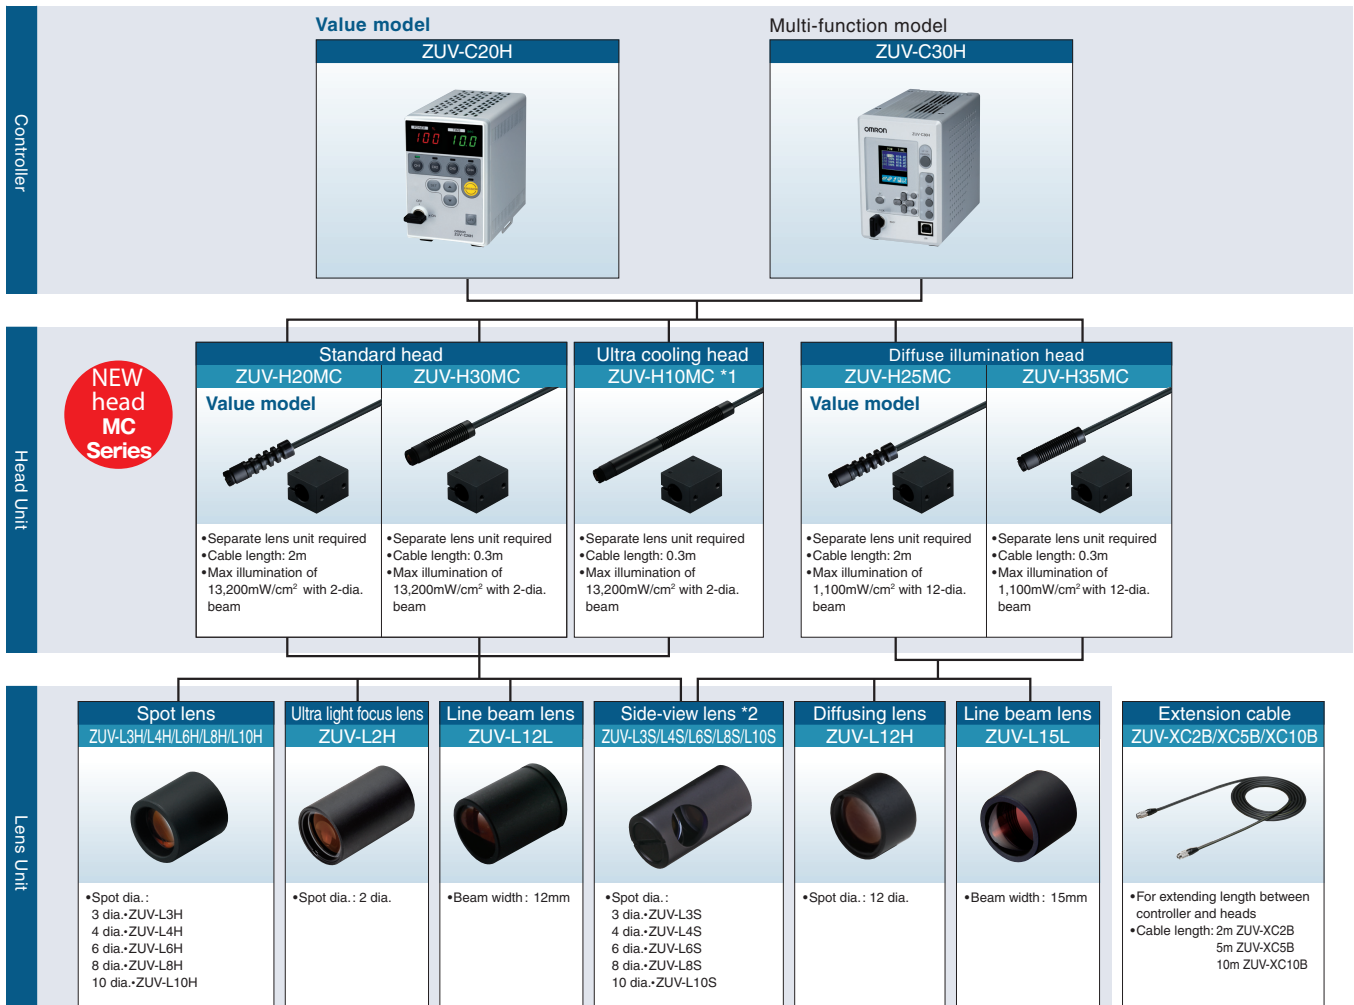 Controller
Value model
ZUV-C20H
Multi-function model
ZUV-C30H
100 100
OMRON
Head Unit
NEW
head
MC
Series
Standard head
ZUV-H20MC
Value model
•Separate lens unit required
•Cable length: 2m
•Max illumination of
13,200mW/cm² with 2-dia.
beam
ZUV-H30MC
•Separate lens unit required
•Cable length: 0.3m
•Max illumination of
13,200mW/cm² with 2-dia.
beam
Ultra cooling head
ZUV-H10MC *1
•Separate lens unit required
•Cable length: 0.3m
•Max illumination of
13,200mW/cm² with 2-dia.
beam
Diffuse illumination head
ZUV-H25MC
Value model
•Separate lens unit required
•Cable length: 2m
•Max illumination of
1,100mW/cm² with 12-dia.
beam
ZUV-H35MC
•Separate lens unit required
•Cable length: 0.3m
•Max illumination of
1,100mW/cm² with 12-dia.
beam
Lens Unit
Spot lens
ZUV-L3H/L4H/L6H/L8H/L10H
•Spot dia.:
3 dia.•ZUV-L3H
4 dia.•ZUV-L4H
6 dia.•ZUV-L6H
8 dia.•ZUV-L8H
10 dia.•ZUV-L10H
Ultra light focus lens
ZUV-L2H
•Spot dia.: 2 dia.
Line beam lens
ZUV-L12L
•Beam width: 12mm
Side-view lens *2
ZUV-L3S/L4S/L6S/L8S/L10S
•Spot dia.:
3 dia.•ZUV-L3S
4 dia.•ZUV-L4S
6 dia.•ZUV-L6S
8 dia.•ZUV-L8S
10 dia.•ZUV-L10S
Diffusing lens
ZUV-L12H
•Spot dia.: 12 dia.
Line beam lens
ZUV-L15L
•Beam width: 15mm
Extension cable
ZUV-XC2B/XC5B/XC10B
•For extending length between
controller and heads
•Cable length: 2m ZUV-XC2B
5m ZUV-XC5B
10m ZUV-XC10B